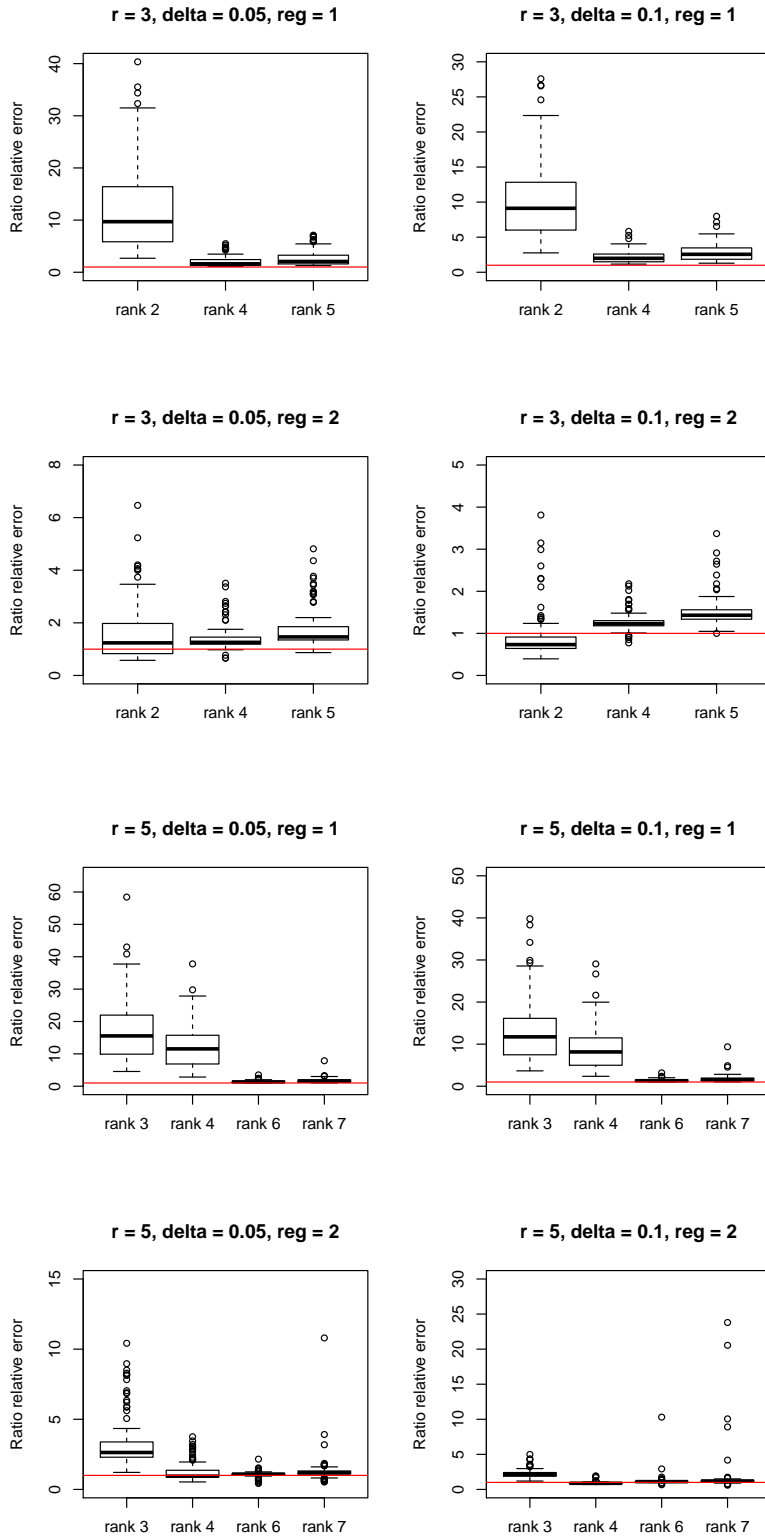 r = 3, delta = 0.05, reg = 1
Ratio relative error
0 10 20 30 40
rank 2 rank 4 rank 5
r = 3, delta = 0.1, reg = 1
Ratio relative error
0 5 10 15 20 25 30
rank 2 rank 4 rank 5
r = 3, delta = 0.05, reg = 2
Ratio relative error
0 2 4 6 8
rank 2 rank 4 rank 5
r = 3, delta = 0.1, reg = 2
Ratio relative error
0 1 2 3 4 5
rank 2 rank 4 rank 5
r = 5, delta = 0.05, reg = 1
Ratio relative error
0 10 20 30 40 50 60
rank 3 rank 4 rank 6 rank 7
r = 5, delta = 0.1, reg = 1
Ratio relative error
0 10 20 30 40 50
rank 3 rank 4 rank 6 rank 7
r = 5, delta = 0.05, reg = 2
Ratio relative error
0 5 10 15
rank 3 rank 4 rank 6 rank 7
r = 5, delta = 0.1, reg = 2
Ratio relative error
0 5 10 15 20 25 30
rank 3 rank 4 rank 6 rank 7